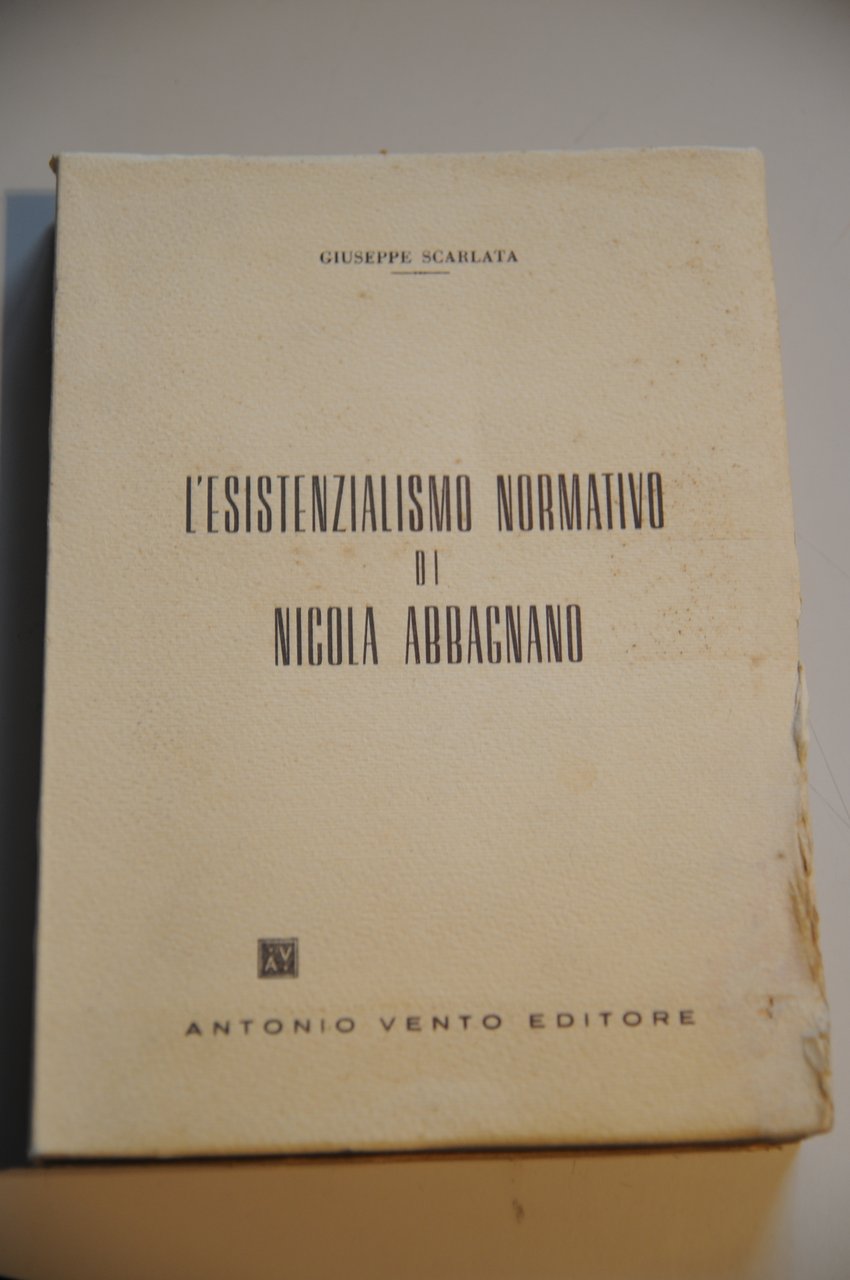 GIUSEPPE SCARLATA
L'ESISTENZIALISMO NORMATIVO
DI
NICOLA ABBAGNANO
AV
ANTONIO VENTO EDITORE